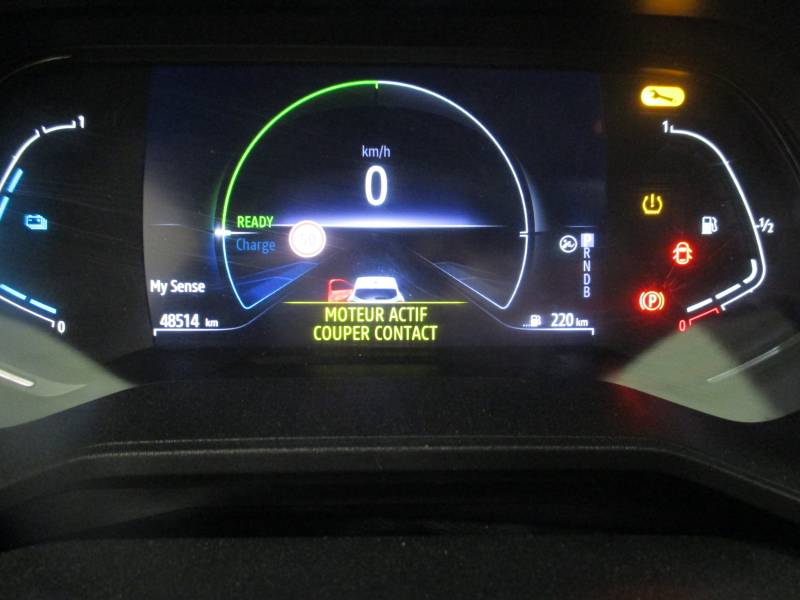 1
km/h
0
READY
Charge
My Sense
48514 km
0
MOTEUR ACTIF
COUPER CONTACT
P
R
N
D
B
220 km
1
1/2
P
0